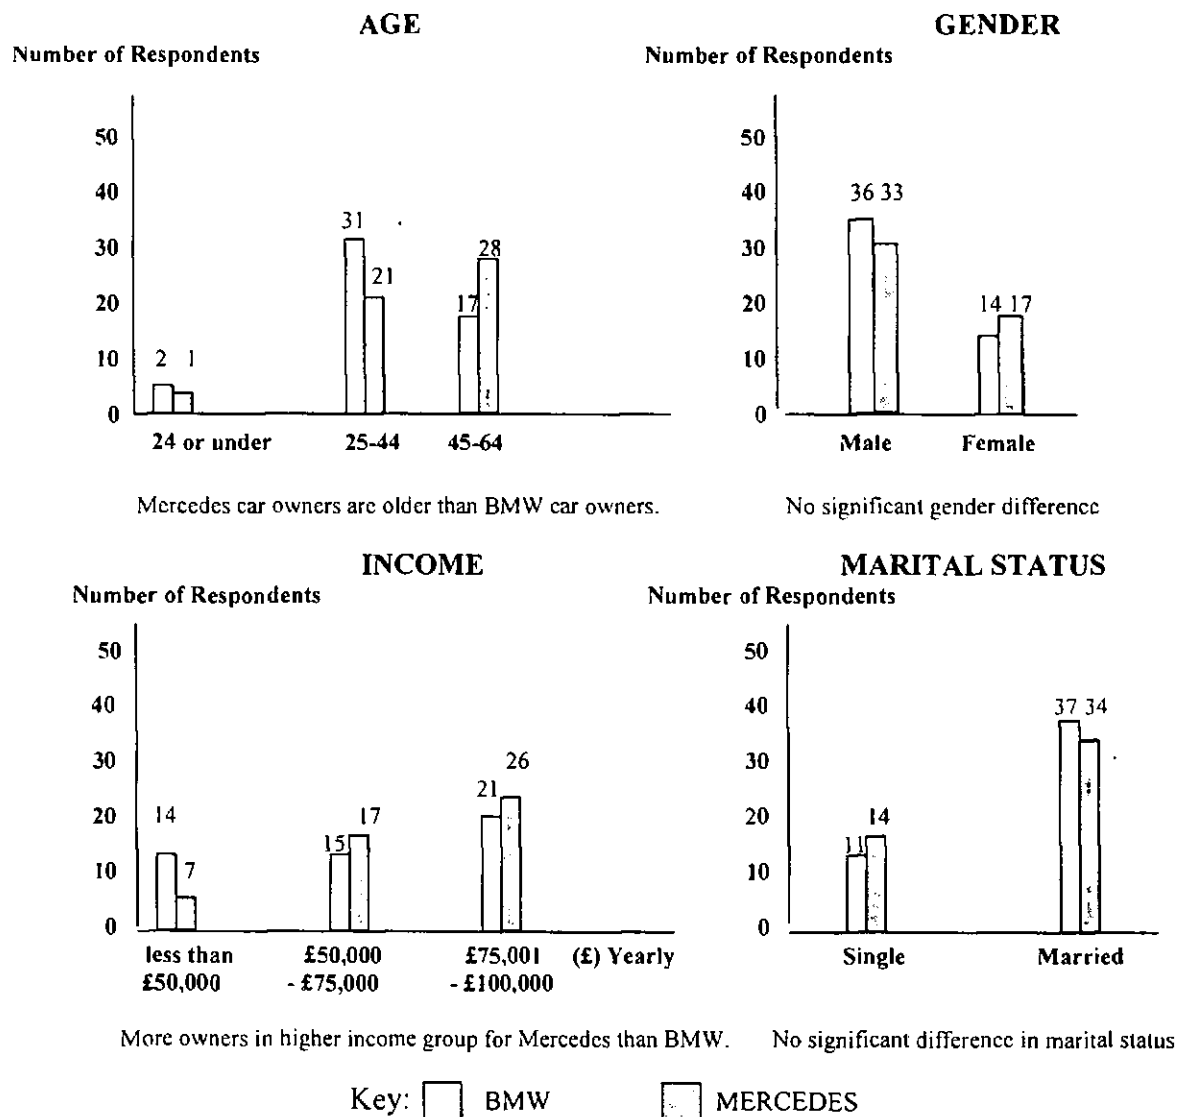 AGE
Number of Respondents
50
40
30
20
10
0
2 1
31
21
17
28
24 or under 25-44 45-64
Mercedes car owners are older than BMW car owners.
GENDER
Number of Respondents
50
40
30
20
10
0
36 33
14 17
Male Female
No significant gender difference
INCOME
Number of Respondents
50
40
30
20
10
0
14
7
15
17
21
26
less than £50,000 £75,001 (£) Yearly
£50,000 - £75,000 - £100,000
More owners in higher income group for Mercedes than BMW.
MARITAL STATUS
Number of Respondents
50
40
30
20
10
0
11
14
37 34
Single Married
No significant difference in marital status
Key: BMW MERCEDES